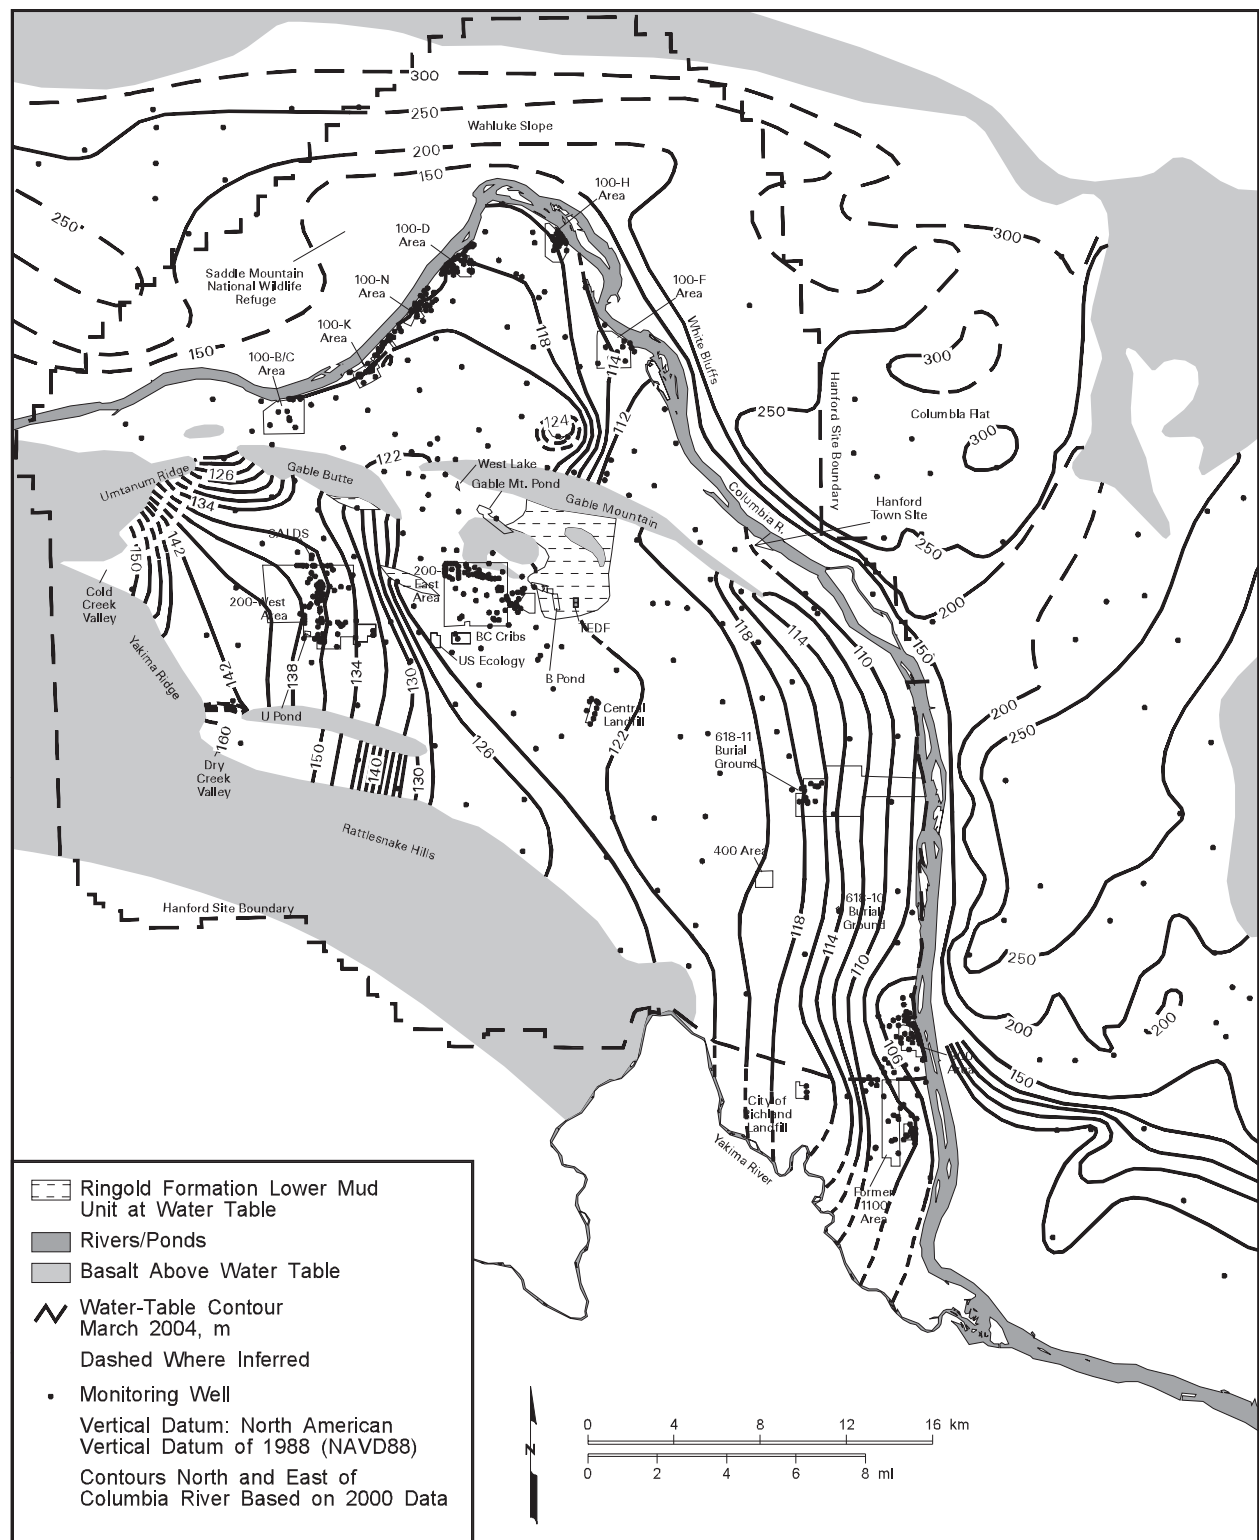 300
250
Wahluke Slope
200
150
100-H
Area
250
100-D
Area
300
Saddle Mountain
National Wildlife
Refuge
100-N
Area
100-F
Area
100-K
Area
118
White Bluffs
150
100-B/C
Area
114
300
Hanford Site Boundary
250
Columbia Flat
112
124
300
122
West Lake
Gable Mt. Pond
Umtanum Ridge
126
Gable Butte
Gable Mountain
Columbia R.
Hanford
Town Site
134
SALDS
142
150
250
200-
East
Area
Cold
Creek
Valley
200-West
Area
200
TEDF
118
114
110
BC Cribs
US Ecology
150
Yakima Ridge
142
138
134
130
B Pond
U Pond
Central
Landfill
200
160
126
122
618-11
Burial
Ground
250
Dry
Creek
Valley
150
140
130
Rattlesnake Hills
400 Area
618-10
Burial
Ground
Hanford Site Boundary
118
114
110
250
200
200
106
300
Area
150
City of
Richland
Landfill
Yakima River
Former
1100
Area
Ringold Formation Lower Mud
Unit at Water Table
Rivers/Ponds
Basalt Above Water Table
Water-Table Contour
March 2004, m
Dashed Where Inferred
Monitoring Well
Vertical Datum: North American
Vertical Datum of 1988 (NAVD88)
Contours North and East of
Columbia River Based on 2000 Data
N
0 4 8 12 16 km
0 2 4 6 8 mi